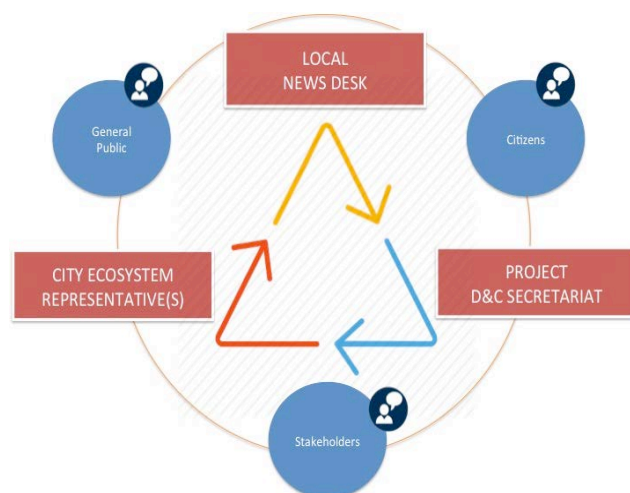 LOCAL
NEWS DESK
General
Public
Citizens
CITY ECOSYSTEM
REPRESENTATIVE(S)
PROJECT
D&C SECRETARIAT
Stakeholders